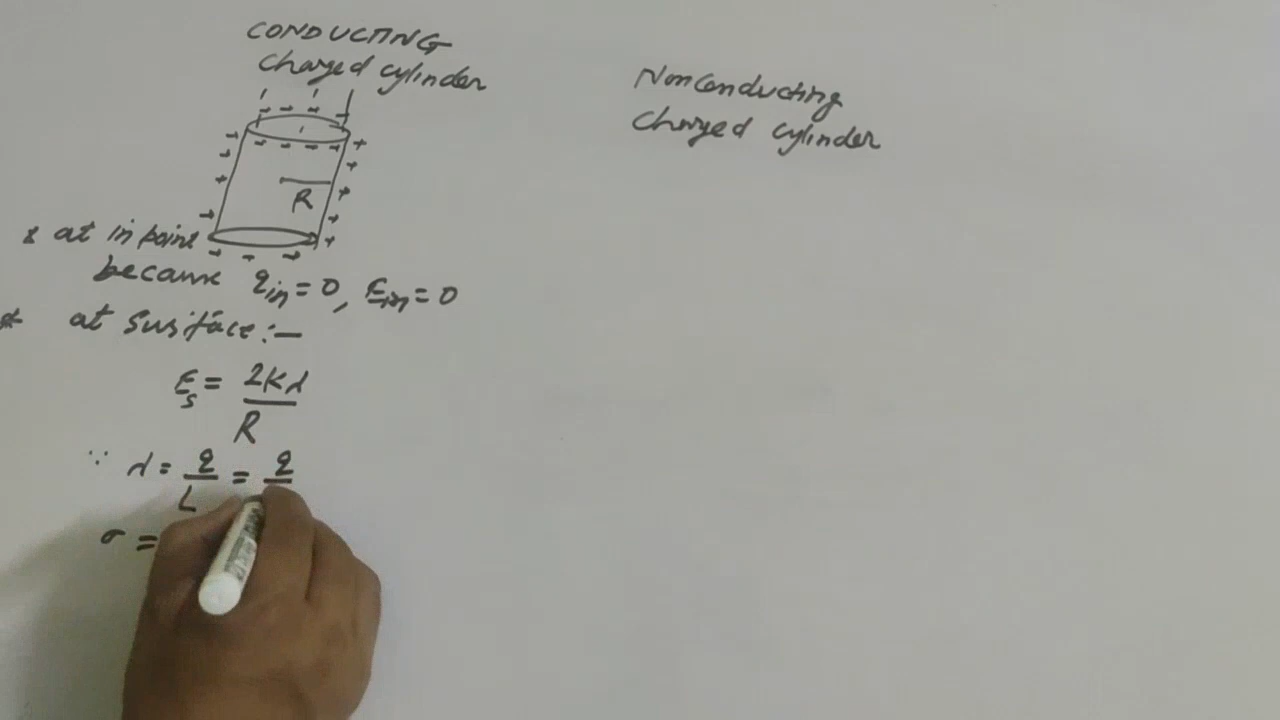 CONDUCTING
Charged cylinder
R
* at in point
because q_in = 0, E_in = 0
* at surface :-
E_s = 2Kλ / R
∵ λ = q / L = q
σ =
Nonconducting
Charged cylinder